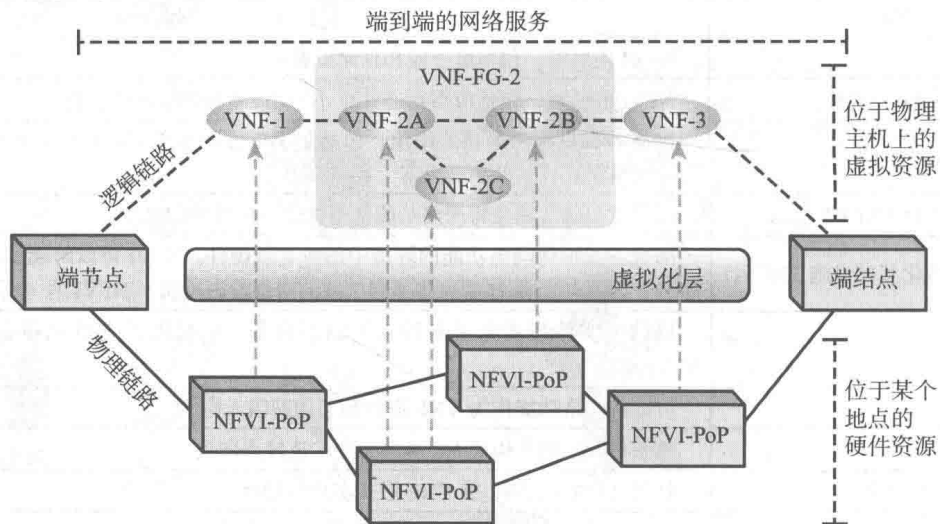 端到端的网络服务
VNF-FG-2
VNF-1
VNF-2A
VNF-2B
VNF-3
VNF-2C
位于物理
主机上的
虚拟资源
逻辑链路
端节点
虚拟化层
端结点
物理链路
NFVI-PoP
NFVI-PoP
NFVI-PoP
NFVI-PoP
位于某个
地点的
硬件资源